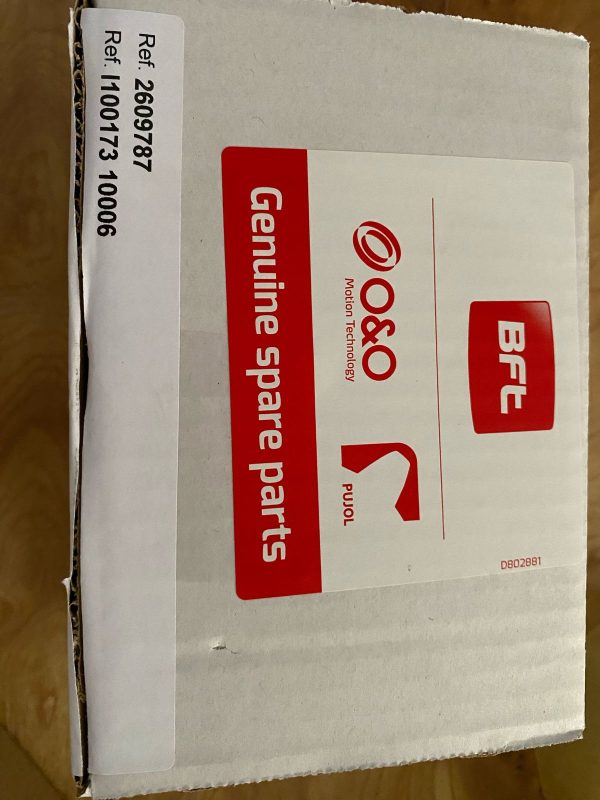 Ref. 2609787
Ref. I100173 10006
BFt
D802881
O&O
Motion Technology
PUJOL
Genuine spare parts